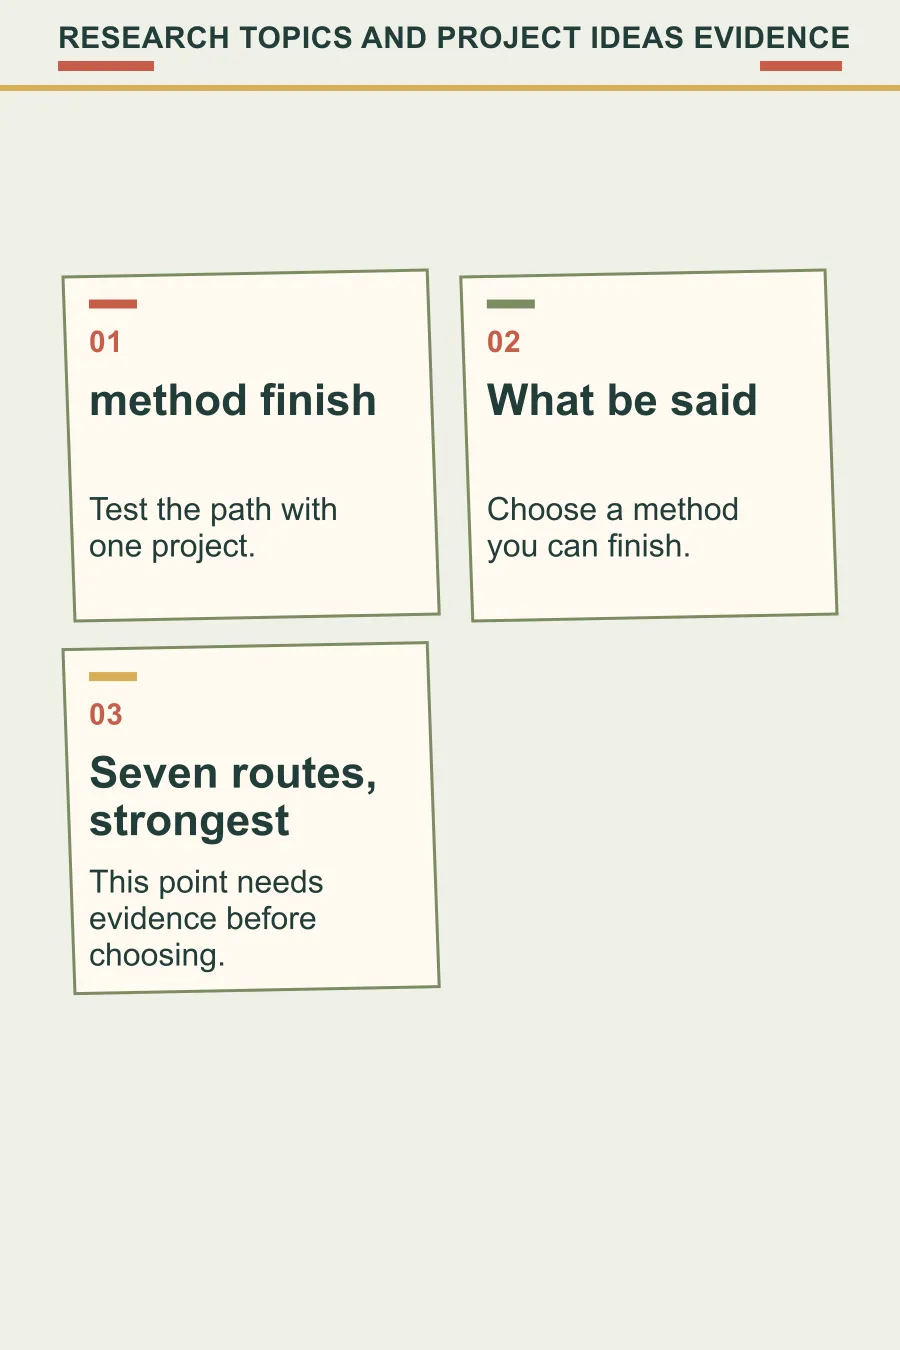 RESEARCH TOPICS AND PROJECT IDEAS EVIDENCE
01
method finish
Test the path with
one project.
02
What be said
Choose a method
you can finish.
03
Seven routes,
strongest
This point needs
evidence before
choosing.